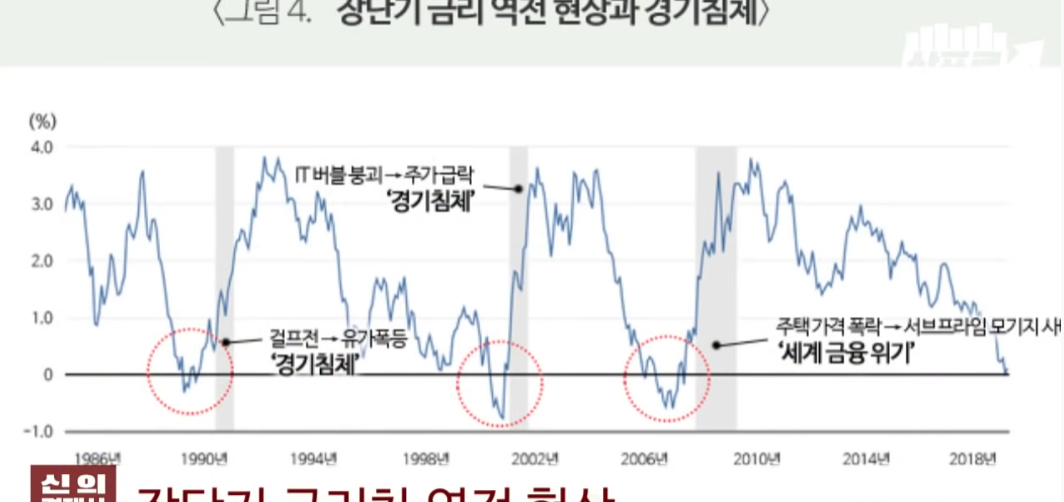 〈그림 4. 장단기 금리 역전 현상과 경기침체〉
(%)
4.0
3.0
2.0
1.0
0
-1.0
IT 버블 붕괴→주가 급락
‘경기침체’
걸프전→유가폭등
‘경기침체’
주택 가격 폭락→서브프라임 모기지
‘세계 금융 위기’
1986년 1990년 1994년 1998년 2002년 2006년 2010년 2014년 2018년
신의